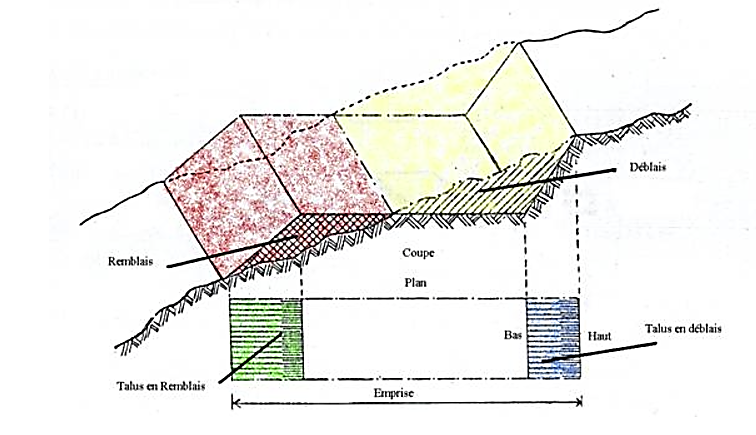 Déblais
Remblais
Coupe
Plan
Bas
Haut
Talus en déblais
Talus en Remblais
Emprise